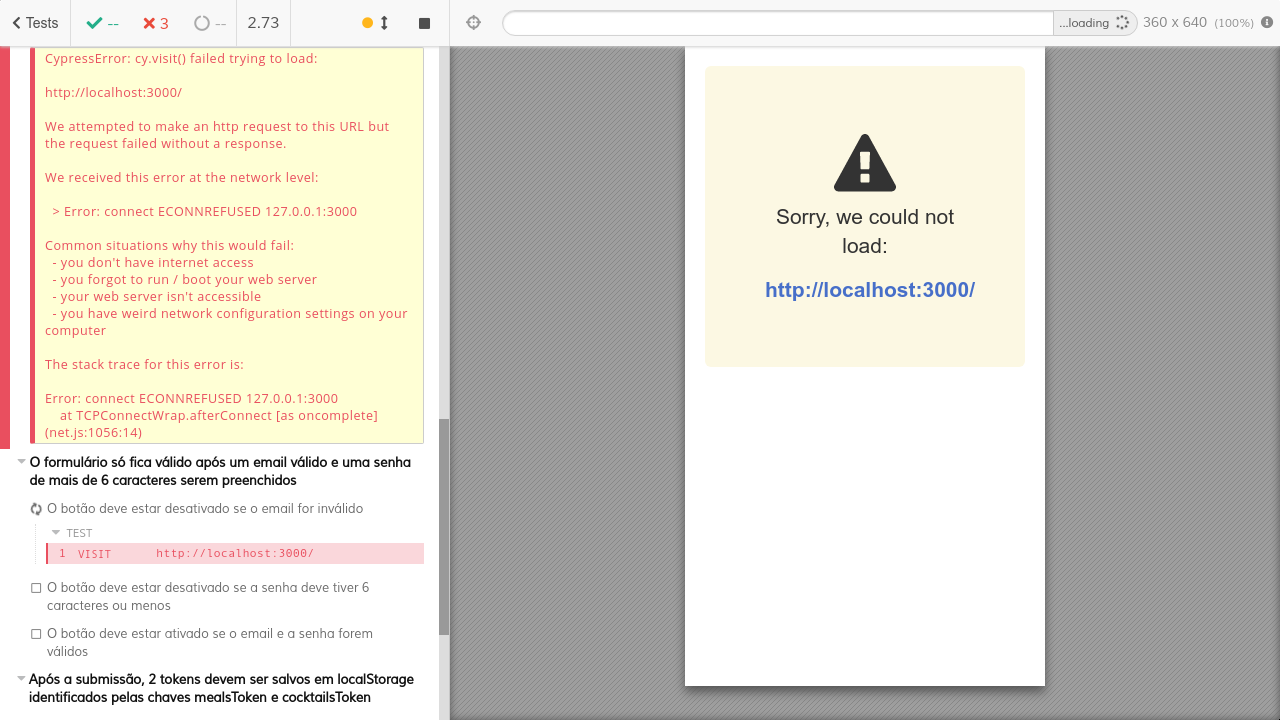 Tests
--
3
--
2.73
...loading
360 x 640 (100%)
CypressError: cy.visit() failed trying to load:
http://localhost:3000/
We attempted to make an http request to this URL but
the request failed without a response.
We received this error at the network level:
> Error: connect ECONNREFUSED 127.0.0.1:3000
Common situations why this would fail:
- you don't have internet access
- you forgot to run / boot your web server
- your web server isn't accessible
- you have weird network configuration settings on your
computer
The stack trace for this error is:
Error: connect ECONNREFUSED 127.0.0.1:3000
at TCPConnectWrap.afterConnect [as oncomplete]
(net.js:1056:14)
O formulário só fica válido após um email válido e uma senha
de mais de 6 caracteres serem preenchidos
O botão deve estar desativado se o email for inválido
TEST
1 VISIT http://localhost:3000/
O botão deve estar desativado se a senha deve tiver 6
caracteres ou menos
O botão deve estar ativado se o email e a senha forem
válidos
Após a submissão, 2 tokens devem ser salvos em localStorage
identificados pelas chaves mealsToken e cocktailsToken
Sorry, we could not
load:
http://localhost:3000/